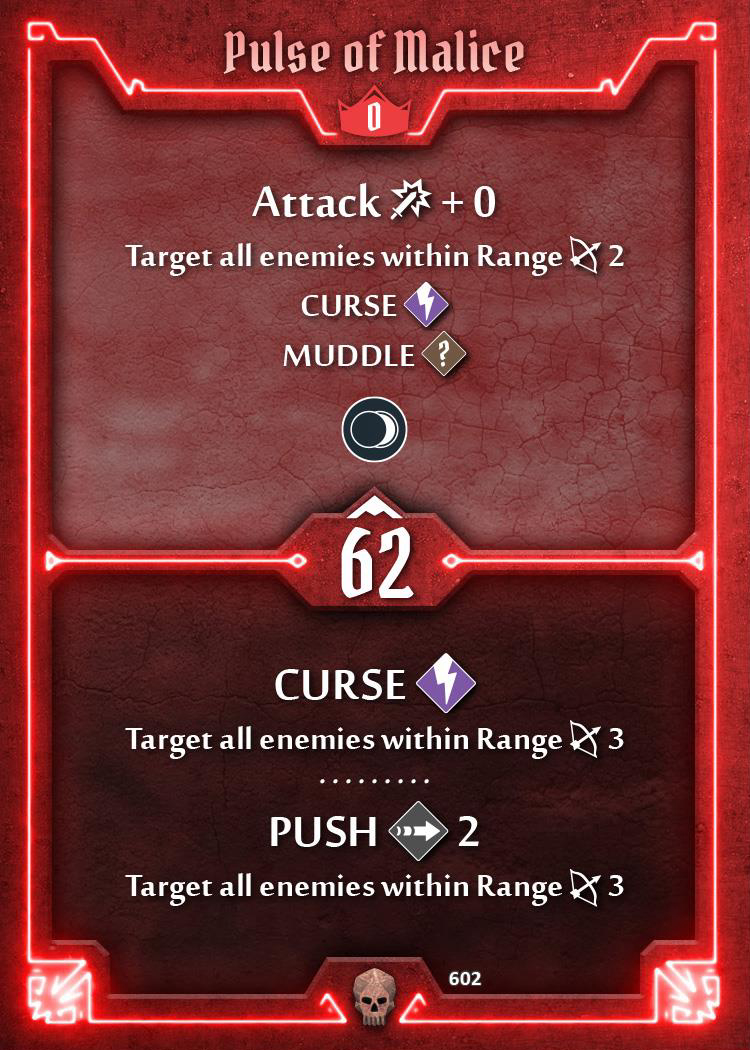 Pulse of Malice
0
Attack + 0
Target all enemies within Range 2
CURSE
MUDDLE ?
62
CURSE
Target all enemies within Range 3
.........
PUSH 2
Target all enemies within Range 3
602